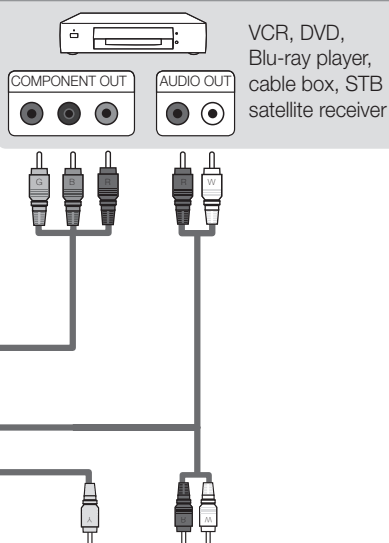 VCR, DVD,
Blu-ray player,
cable box, STB
satellite receiver
COMPONENT OUT
AUDIO OUT
G B R
R W
Y
R W